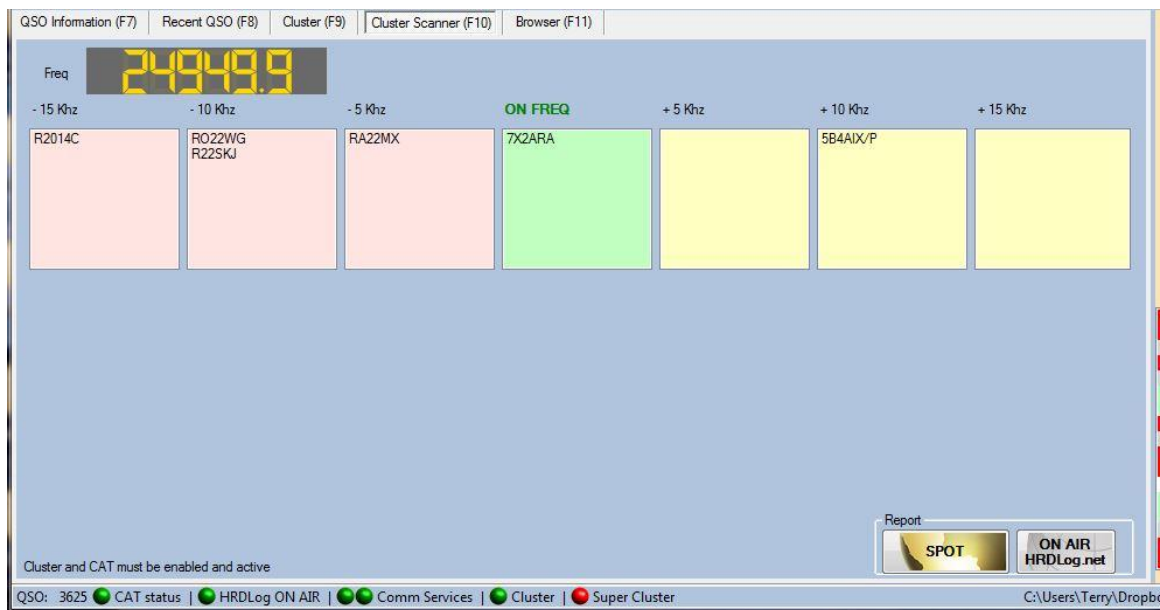 QSO Information (F7) Recent QSO (F8) Cluster (F9) Cluster Scanner (F10) Browser (F11)
Freq 24949.9
- 15 Khz - 10 Khz - 5 Khz ON FREQ + 5 Khz + 10 Khz + 15 Khz
R2014C RO22WG RA22MX 7X2ARA 5B4AIX/P
R22SKJ
Report
SPOT ON AIR
HRDLog.net
Cluster and CAT must be enabled and active
QSO: 3625 CAT status | HRDLog ON AIR | Comm Services | Cluster | Super Cluster C:\Users\Terry\Dropbo